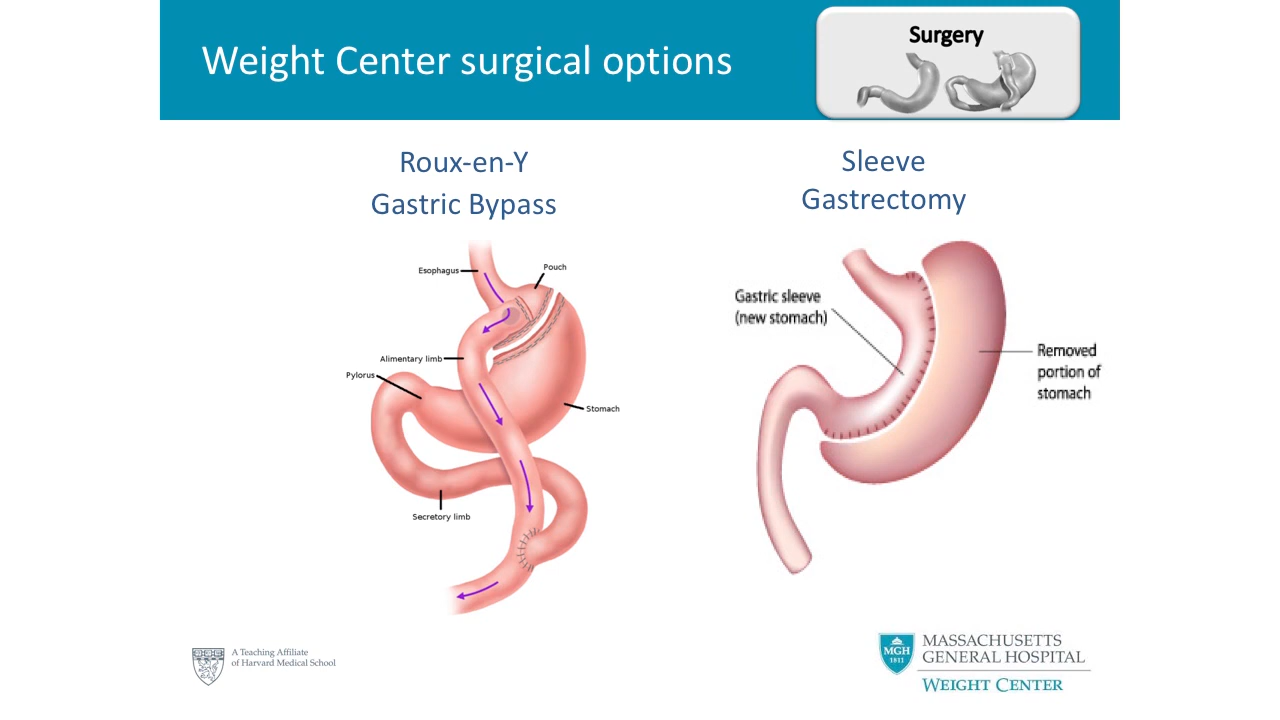 Weight Center surgical options
Surgery
Roux-en-Y
Gastric Bypass
Esophagus
Pouch
Alimentary limb
Pylorus
Stomach
Secretory limb
Sleeve
Gastrectomy
Gastric sleeve
(new stomach)
Removed
portion of
stomach
A Teaching Affiliate
of Harvard Medical School
MGH
1811
MASSACHUSETTS
GENERAL HOSPITAL
WEIGHT CENTER